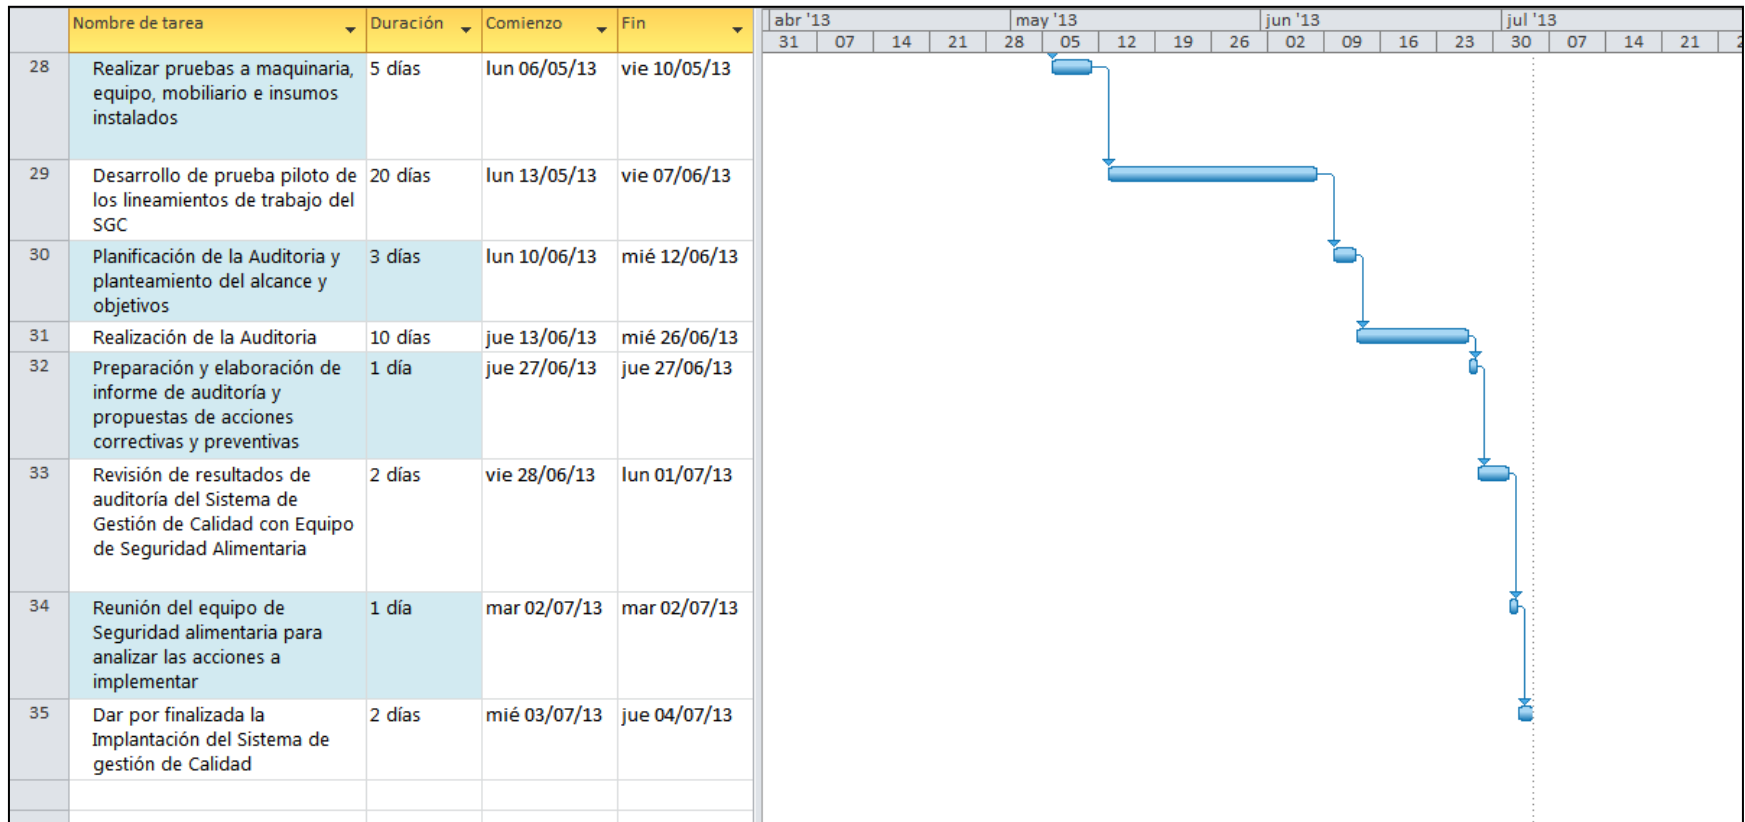 Nombre de tarea Duración Comienzo Fin abr '13 may '13 jun '13 jul '13
31 07 14 21 28 05 12 19 26 02 09 16 23 30 07 14 21
28 Realizar pruebas a maquinaria, 5 días lun 06/05/13 vie 10/05/13
equipo, mobiliario e insumos
instalados
29 Desarrollo de prueba piloto de 20 días lun 13/05/13 vie 07/06/13
los lineamientos de trabajo del
SGC
30 Planificación de la Auditoria y 3 días lun 10/06/13 mié 12/06/13
planteamiento del alcance y
objetivos
31 Realización de la Auditoria 10 días jue 13/06/13 mié 26/06/13
32 Preparación y elaboración de 1 día jue 27/06/13 jue 27/06/13
informe de auditoría y
propuestas de acciones
correctivas y preventivas
33 Revisión de resultados de 2 días vie 28/06/13 lun 01/07/13
auditoría del Sistema de
Gestión de Calidad con Equipo
de Seguridad Alimentaria
34 Reunión del equipo de 1 día mar 02/07/13 mar 02/07/13
Seguridad alimentaria para
analizar las acciones a
implementar
35 Dar por finalizada la 2 días mié 03/07/13 jue 04/07/13
Implantación del Sistema de
gestión de Calidad